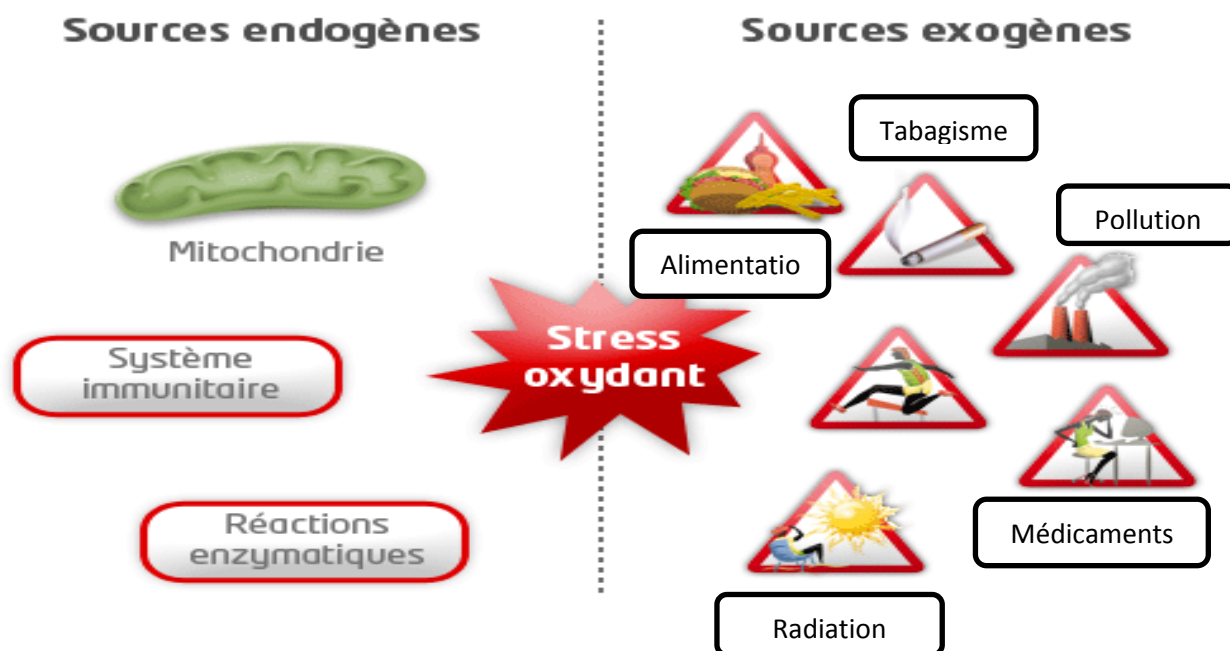 Sources endogènes
Sources exogènes
Tabagisme
Pollution
Mitochondrie
Alimentatio
Stress
oxydant
Système
immunitaire
Médicaments
Réactions
enzymatiques
Radiation